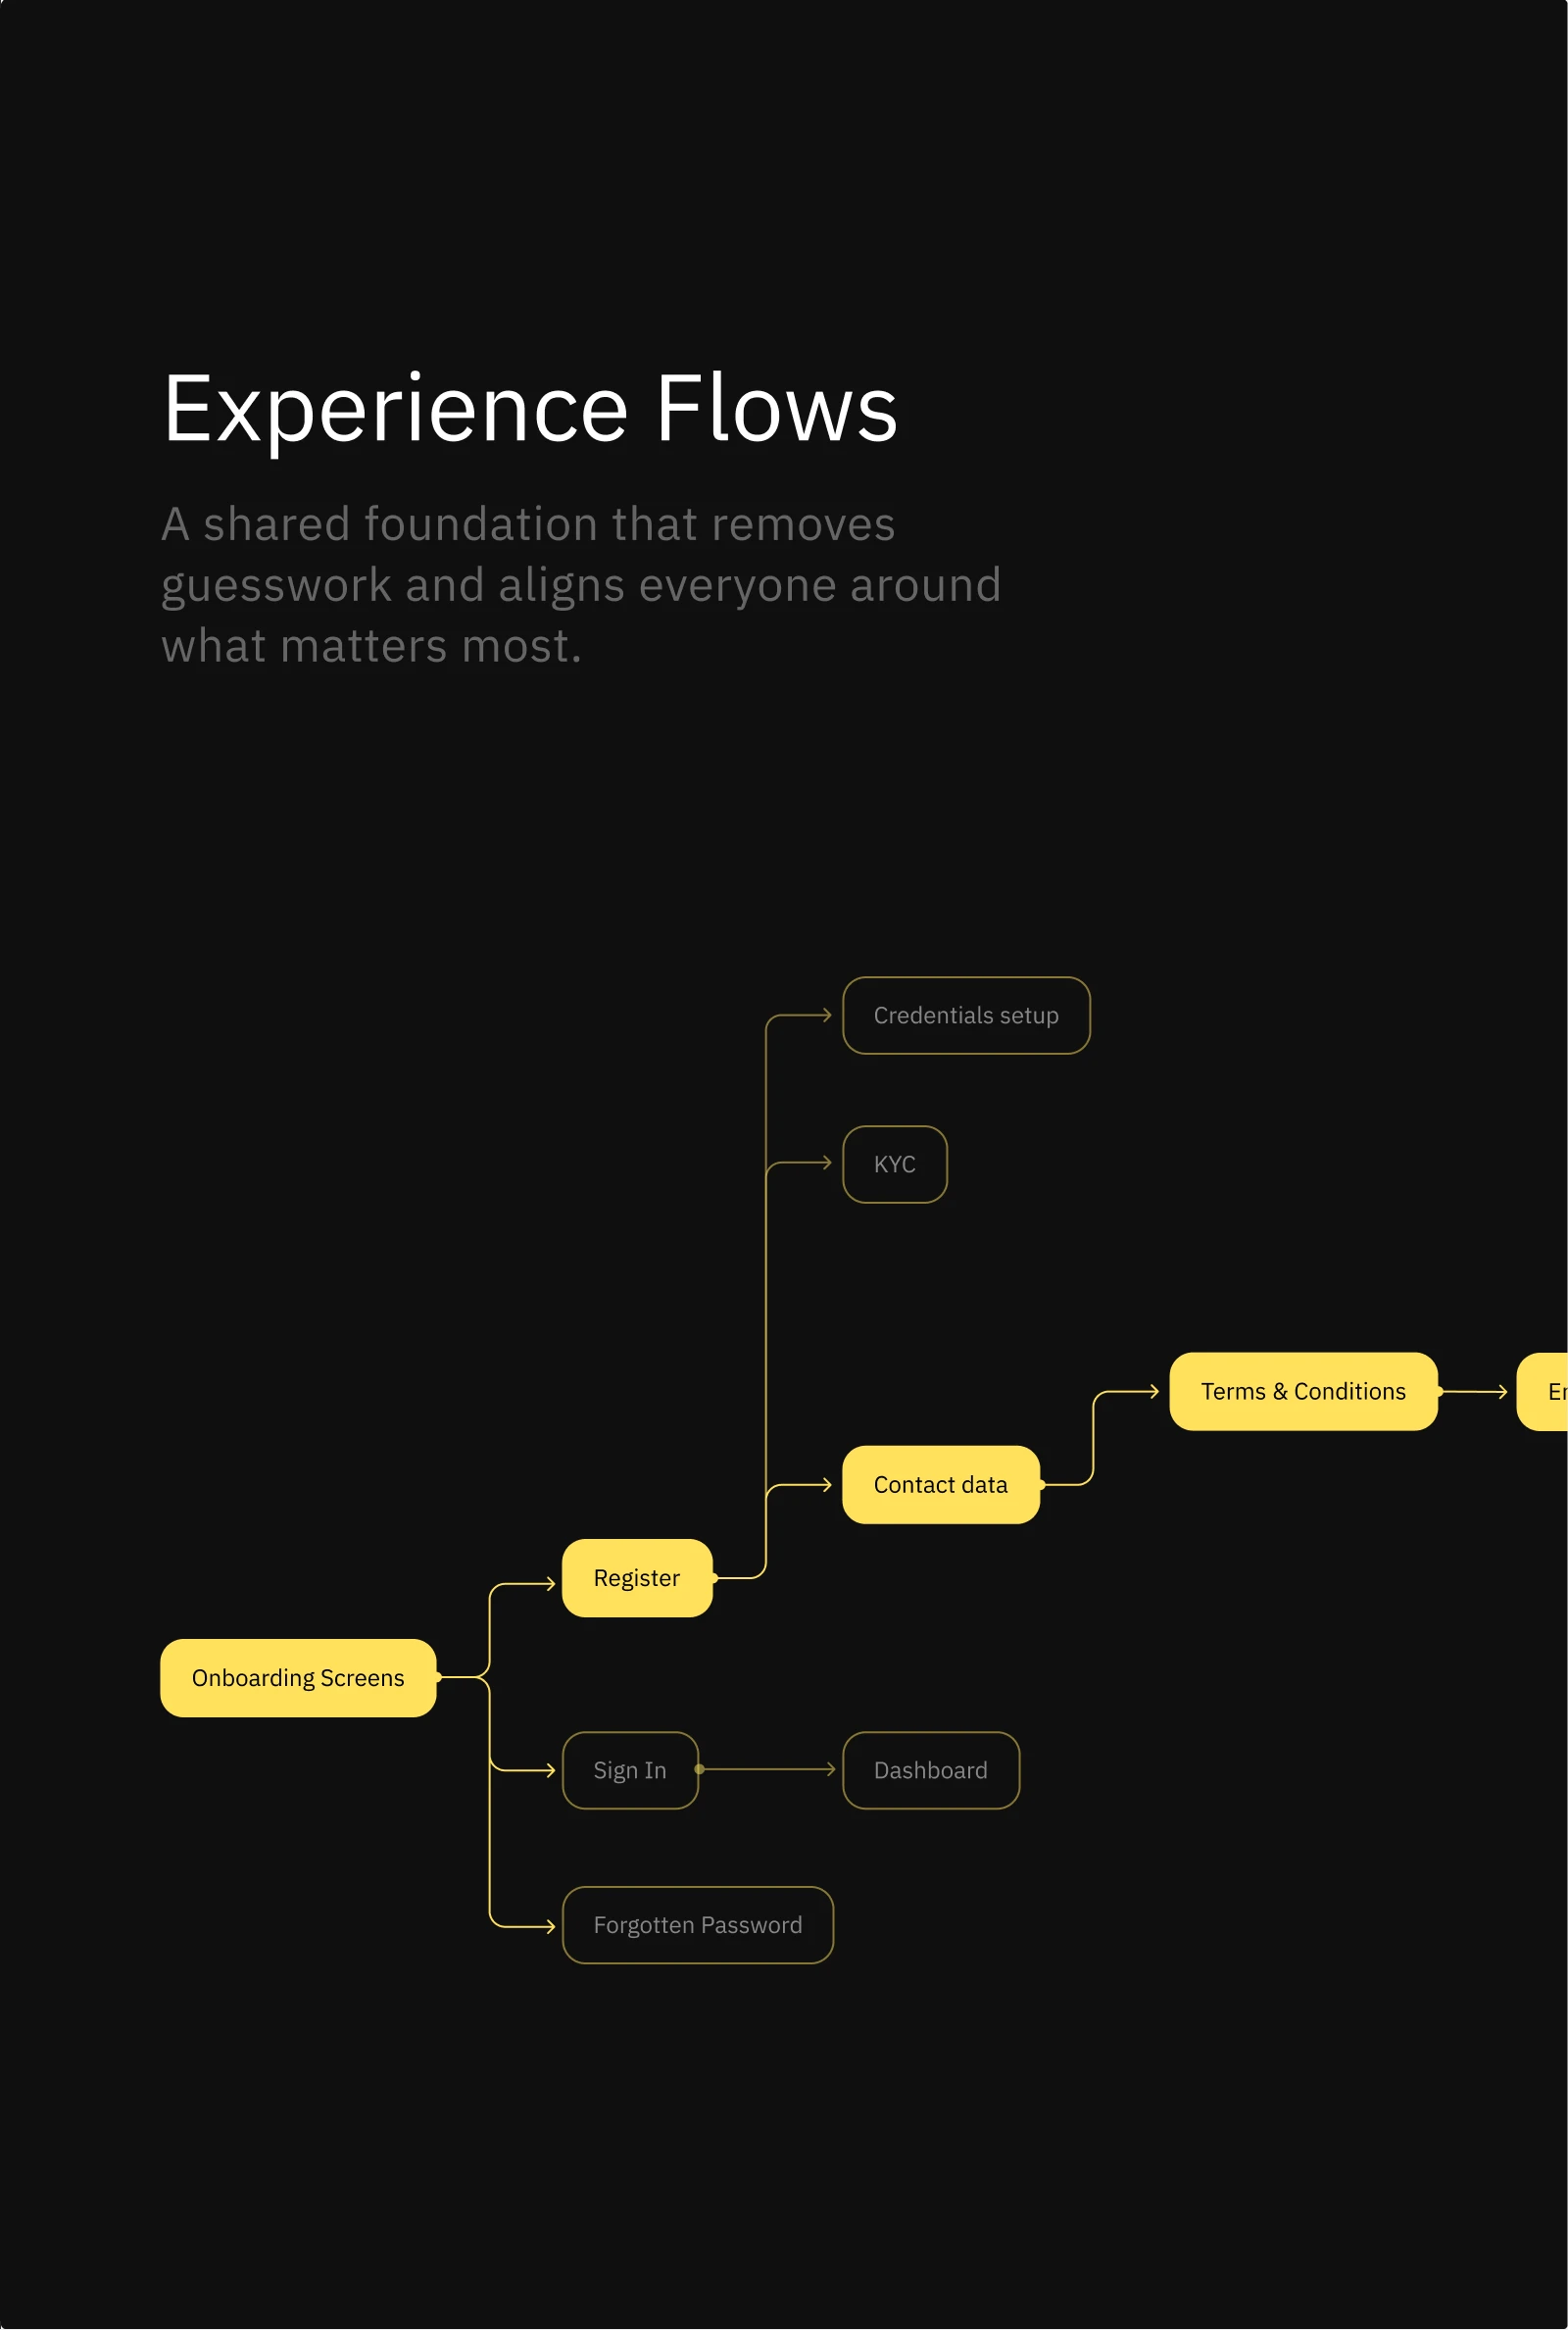 Experience Flows
A shared foundation that removes
guesswork and aligns everyone around
what matters most.
Credentials setup
KYC
Terms & Conditions
Contact data
Register
Onboarding Screens
Sign In
Dashboard
Forgotten Password